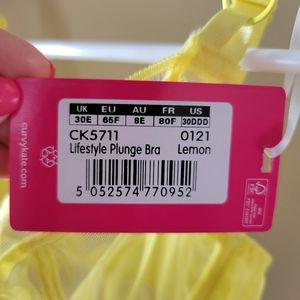 UK EU AU FR US
30E 65F 8E 80F 30DDD
CK5711 0121
Lifestyle Plunge Bra Lemon
5 052574 770952
curvykate.com